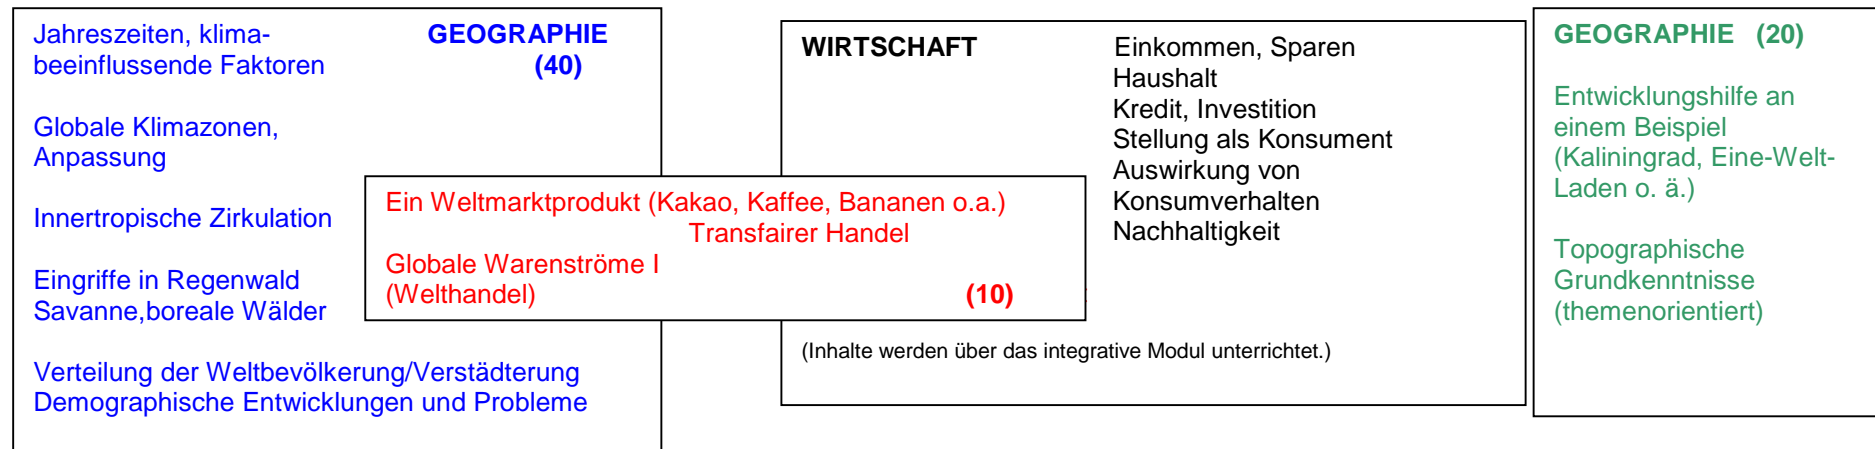 Jahreszeiten, klima- GEOGRAPHIE
beeinflussende Faktoren (40)
Globale Klimazonen,
Anpassung
Innertropische Zirkulation
Eingriffe in Regenwald
Savanne,boreale Wälder
Verteilung der Weltbevölkerung/Verstädterung
Demographische Entwicklungen und Probleme
Ein Weltmarktprodukt (Kakao, Kaffee, Bananen o.a.)
Transfairer Handel
Globale Warenströme I
(Welthandel) (10)
WIRTSCHAFT Einkommen, Sparen
Haushalt
Kredit, Investition
Stellung als Konsument
Auswirkung von
Konsumverhalten
Nachhaltigkeit
(Inhalte werden über das integrative Modul unterrichtet.)
GEOGRAPHIE (20)
Entwicklungshilfe an
einem Beispiel
(Kaliningrad, Eine-Welt-
Laden o. ä.)
Topographische
Grundkenntnisse
(themenorientiert)